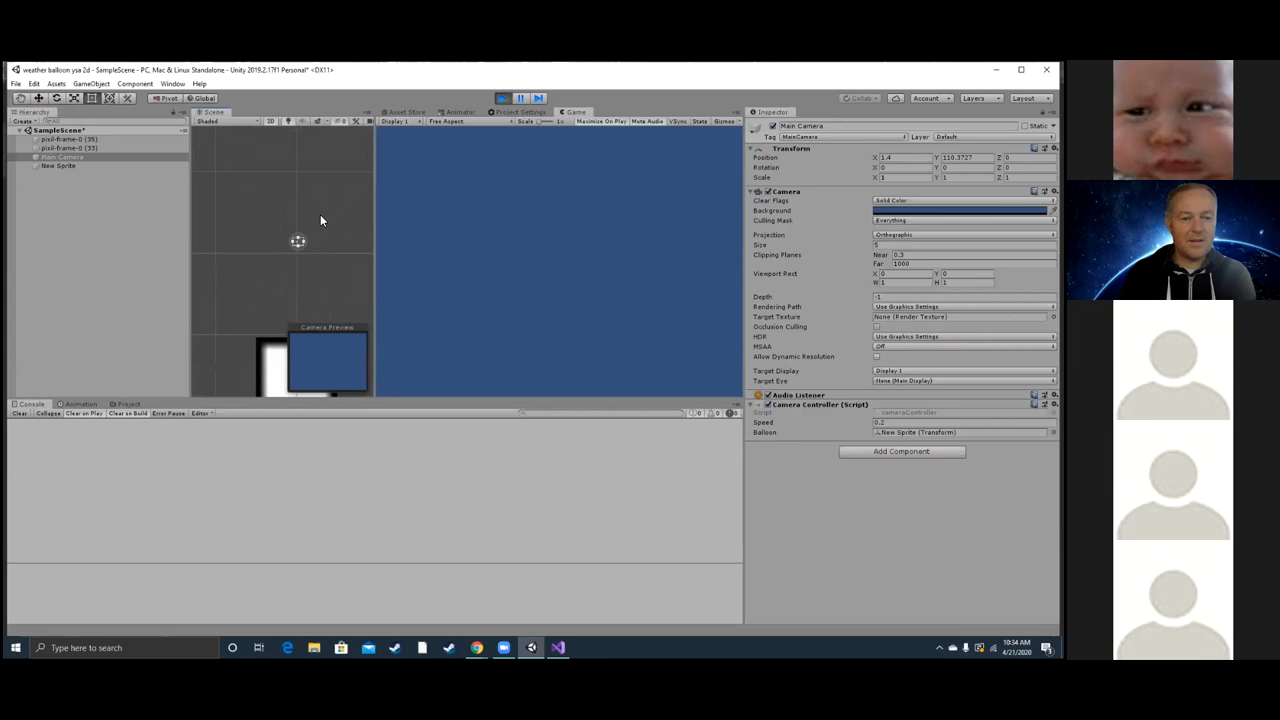 weather balloon ysa 2d - SampleScene - PC, Mac & Linux Standalone - Unity 2019.2.17f1 Personal* <DX11>
File Edit Assets GameObject Component Window Help
Pivot Global Collab Account Layers Layout
Hierarchy
Create
SampleScene*
pixil-frame-0 (35)
pixil-frame-0 (33)
Main Camera
New Sprite
Scene
Shaded 2D
Camera Preview
Asset Store Animator Project Settings Game
Display 1 Free Aspect Scale 1x Maximize On Play Mute Audio VSync Stats Gizmos
Inspector
Main Camera Static
Tag MainCamera Layer Default
Transform
Position X 1.4 Y 110.3727 Z 0
Rotation X 0 Y 0 Z 0
Scale X 1 Y 1 Z 1
Camera
Clear Flags Solid Color
Background
Culling Mask Everything
Projection Orthographic
Size 5
Clipping Planes Near 0.3
Far 1000
Viewport Rect X 0 Y 0
W 1 H 1
Depth -1
Rendering Path Use Graphics Settings
Target Texture None (Render Texture)
Occlusion Culling
HDR Use Graphics Settings
MSAA Off
Allow Dynamic Resolution
Target Display Display 1
Target Eye None (Main Display)
Audio Listener
Camera Controller (Script)
Script cameraController
Speed 0.2
Balloon New Sprite (Transform)
Add Component
Console Animation Project
Clear Collapse Clear on Play Clear on Build Error Pause Editor
Type here to search
10:34 AM
4/21/2020